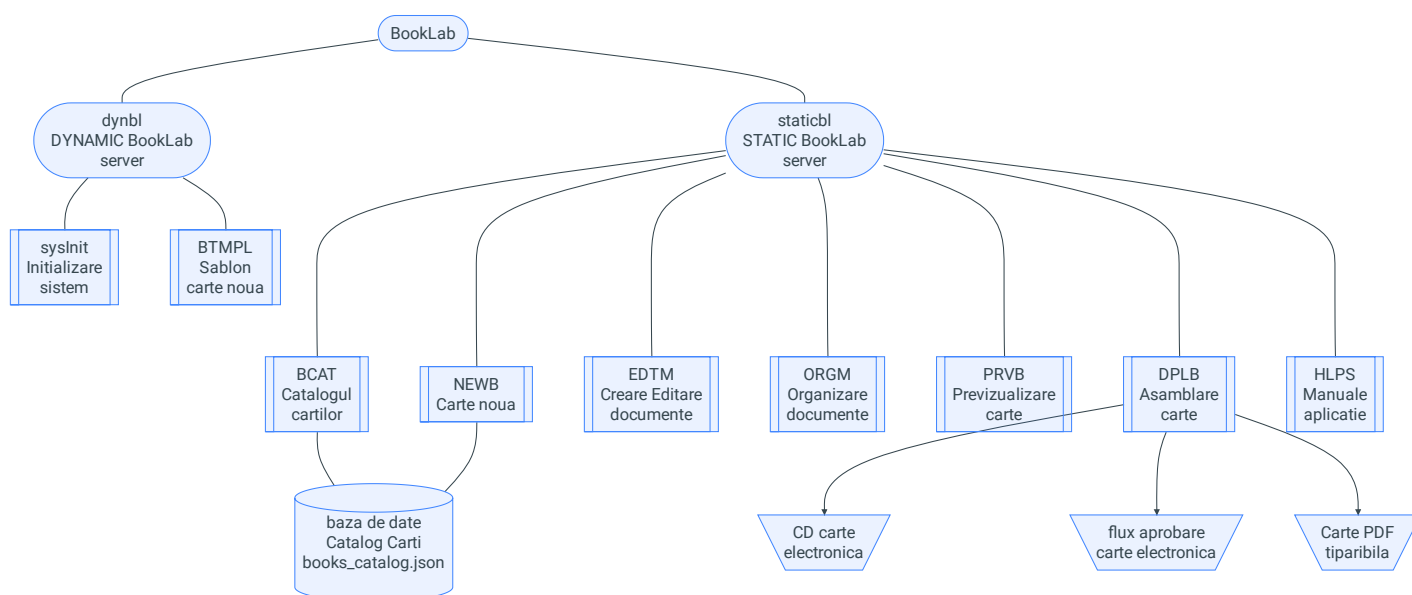 BookLab
dynbl
DYNAMIC BookLab
server
staticbl
STATIC BookLab
server
sysInit
Initializare
sistem
BTMPL
Sablon
carte noua
BCAT
Catalogul
cartilor
NEWB
Carte noua
EDTM
Creare Editare
documente
ORGM
Organizare
documente
PRVB
Previzualizare
carte
DPLB
Asamblare
carte
HLPS
Manuale
aplicatie
baza de date
Catalog Carti
books_catalog.json
CD carte
electronica
flux aprobare
carte electronica
Carte PDF
tiparibila